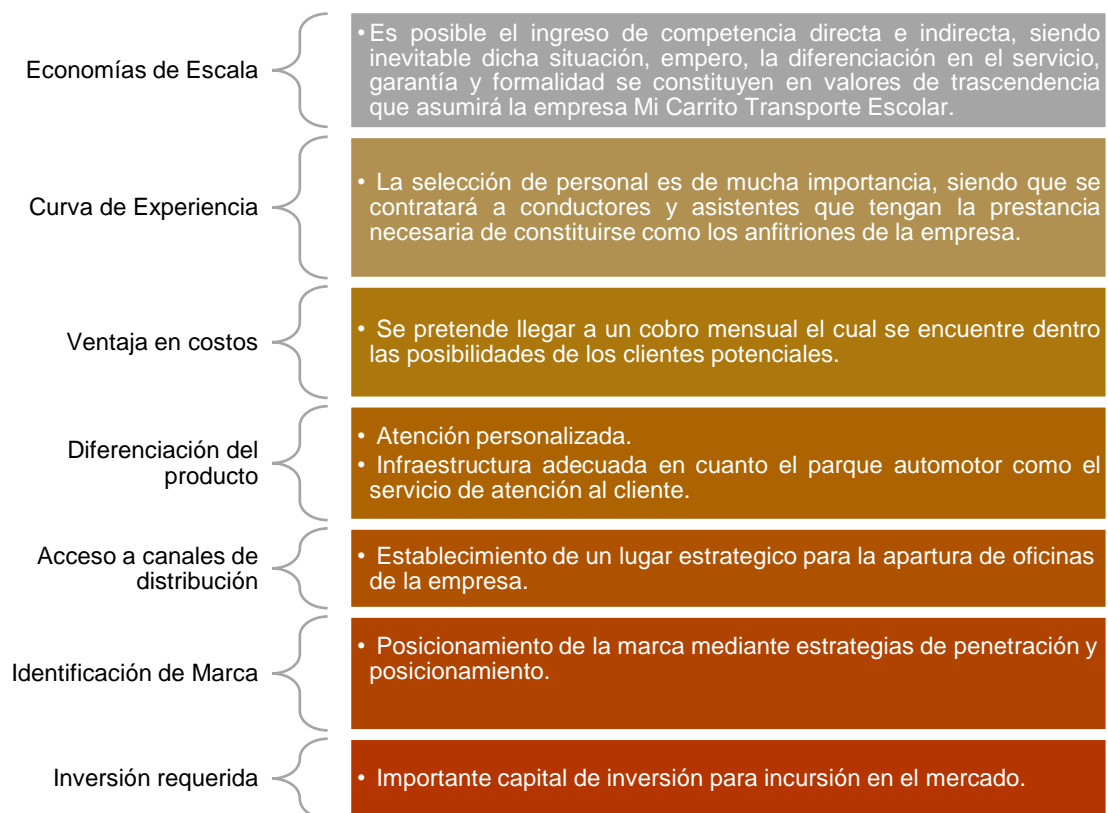 Economías de Escala
• Es posible el ingreso de competencia directa e indirecta, siendo
inevitable dicha situación, empero, la diferenciación en el servicio,
garantía y formalidad se constituyen en valores de trascendencia
que asumirá la empresa Mi Carrito Transporte Escolar.
Curva de Experiencia
• La selección de personal es de mucha importancia, siendo que se
contratará a conductores y asistentes que tengan la prestancia
necesaria de constituirse como los anfitriones de la empresa.
Ventaja en costos
• Se pretende llegar a un cobro mensual el cual se encuentre dentro
las posibilidades de los clientes potenciales.
Diferenciación del
producto
• Atención personalizada.
• Infraestructura adecuada en cuanto el parque automotor como el
servicio de atención al cliente.
Acceso a canales de
distribución
• Establecimiento de un lugar estrategico para la apartura de oficinas
de la empresa.
Identificación de Marca
• Posicionamiento de la marca mediante estrategias de penetración y
posicionamiento.
Inversión requerida
• Importante capital de inversión para incursión en el mercado.